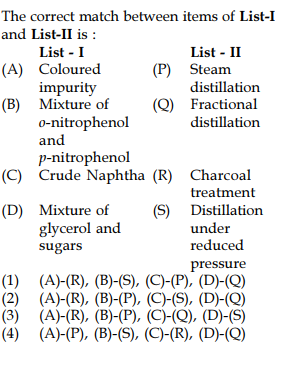 The correct match between items of List-I
and List-II is :
List - I List - II
(A) Coloured (P) Steam
impurity distillation
(B) Mixture of (Q) Fractional
o-nitrophenol distillation
and
p-nitrophenol
(C) Crude Naphtha (R) Charcoal
treatment
(D) Mixture of (S) Distillation
glycerol and under
sugars reduced
pressure
(1) (A)-(R), (B)-(S), (C)-(P), (D)-(Q)
(2) (A)-(R), (B)-(P), (C)-(S), (D)-(Q)
(3) (A)-(R), (B)-(P), (C)-(Q), (D)-(S)
(4) (A)-(P), (B)-(S), (C)-(R), (D)-(Q)